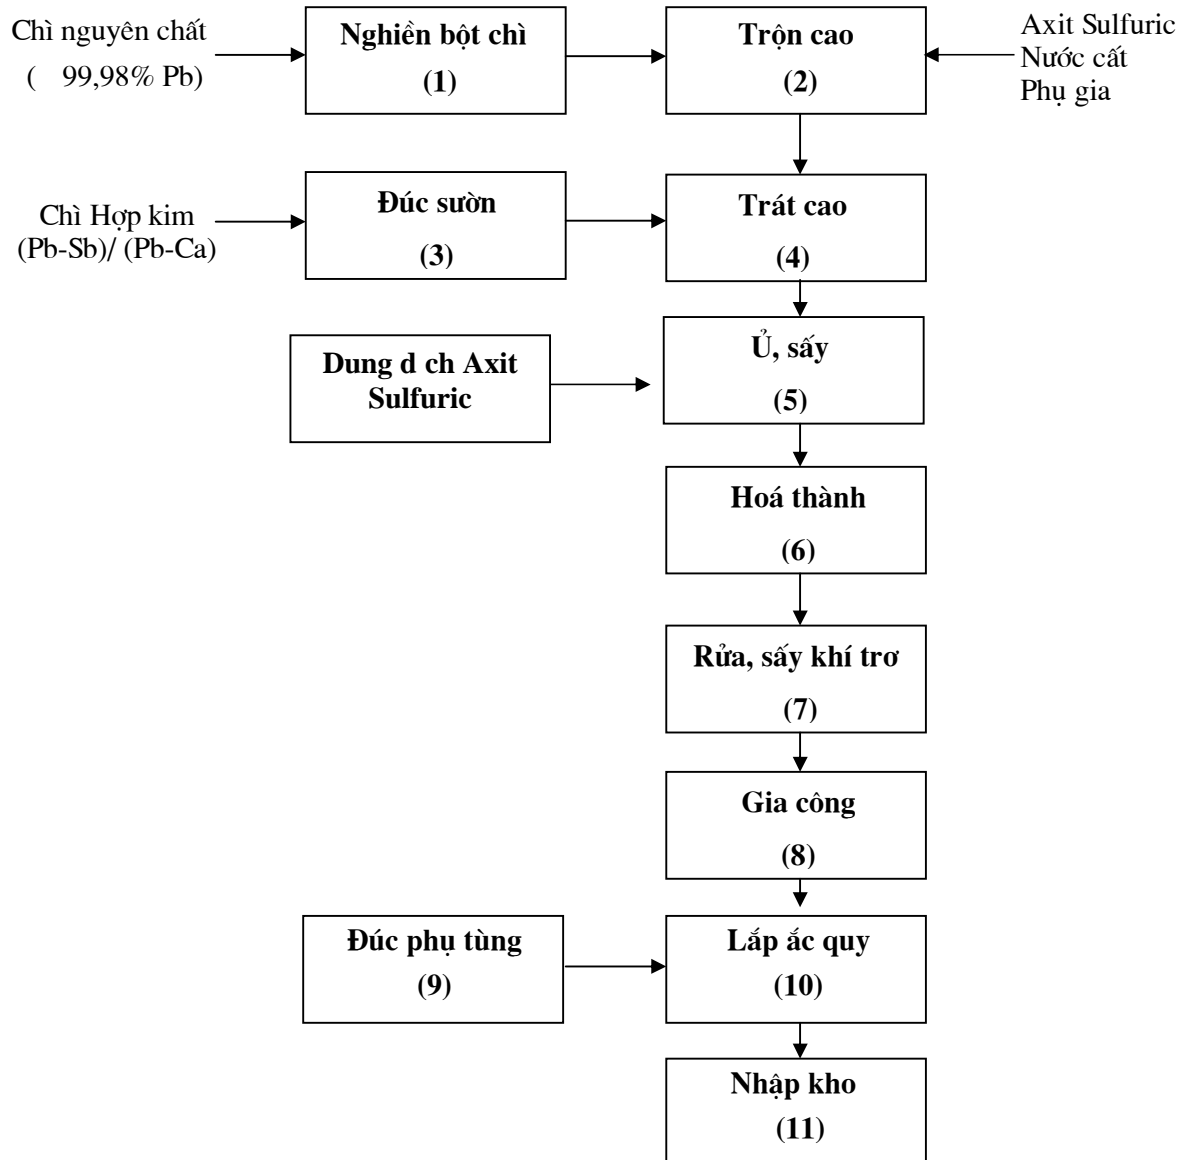 Chì nguyên chất
( 99,98% Pb)
Nghiền bột chì
(1)
Trộn cao
(2)
Axit Sulfuric
Nước cất
Phụ gia
Chì Hợp kim
(Pb-Sb)/ (Pb-Ca)
Đúc sườn
(3)
Trát cao
(4)
Dung d ch Axit
Sulfuric
Ủ, sấy
(5)
Hoá thành
(6)
Rửa, sấy khí trơ
(7)
Gia công
(8)
Đúc phụ tùng
(9)
Lắp ắc quy
(10)
Nhập kho
(11)